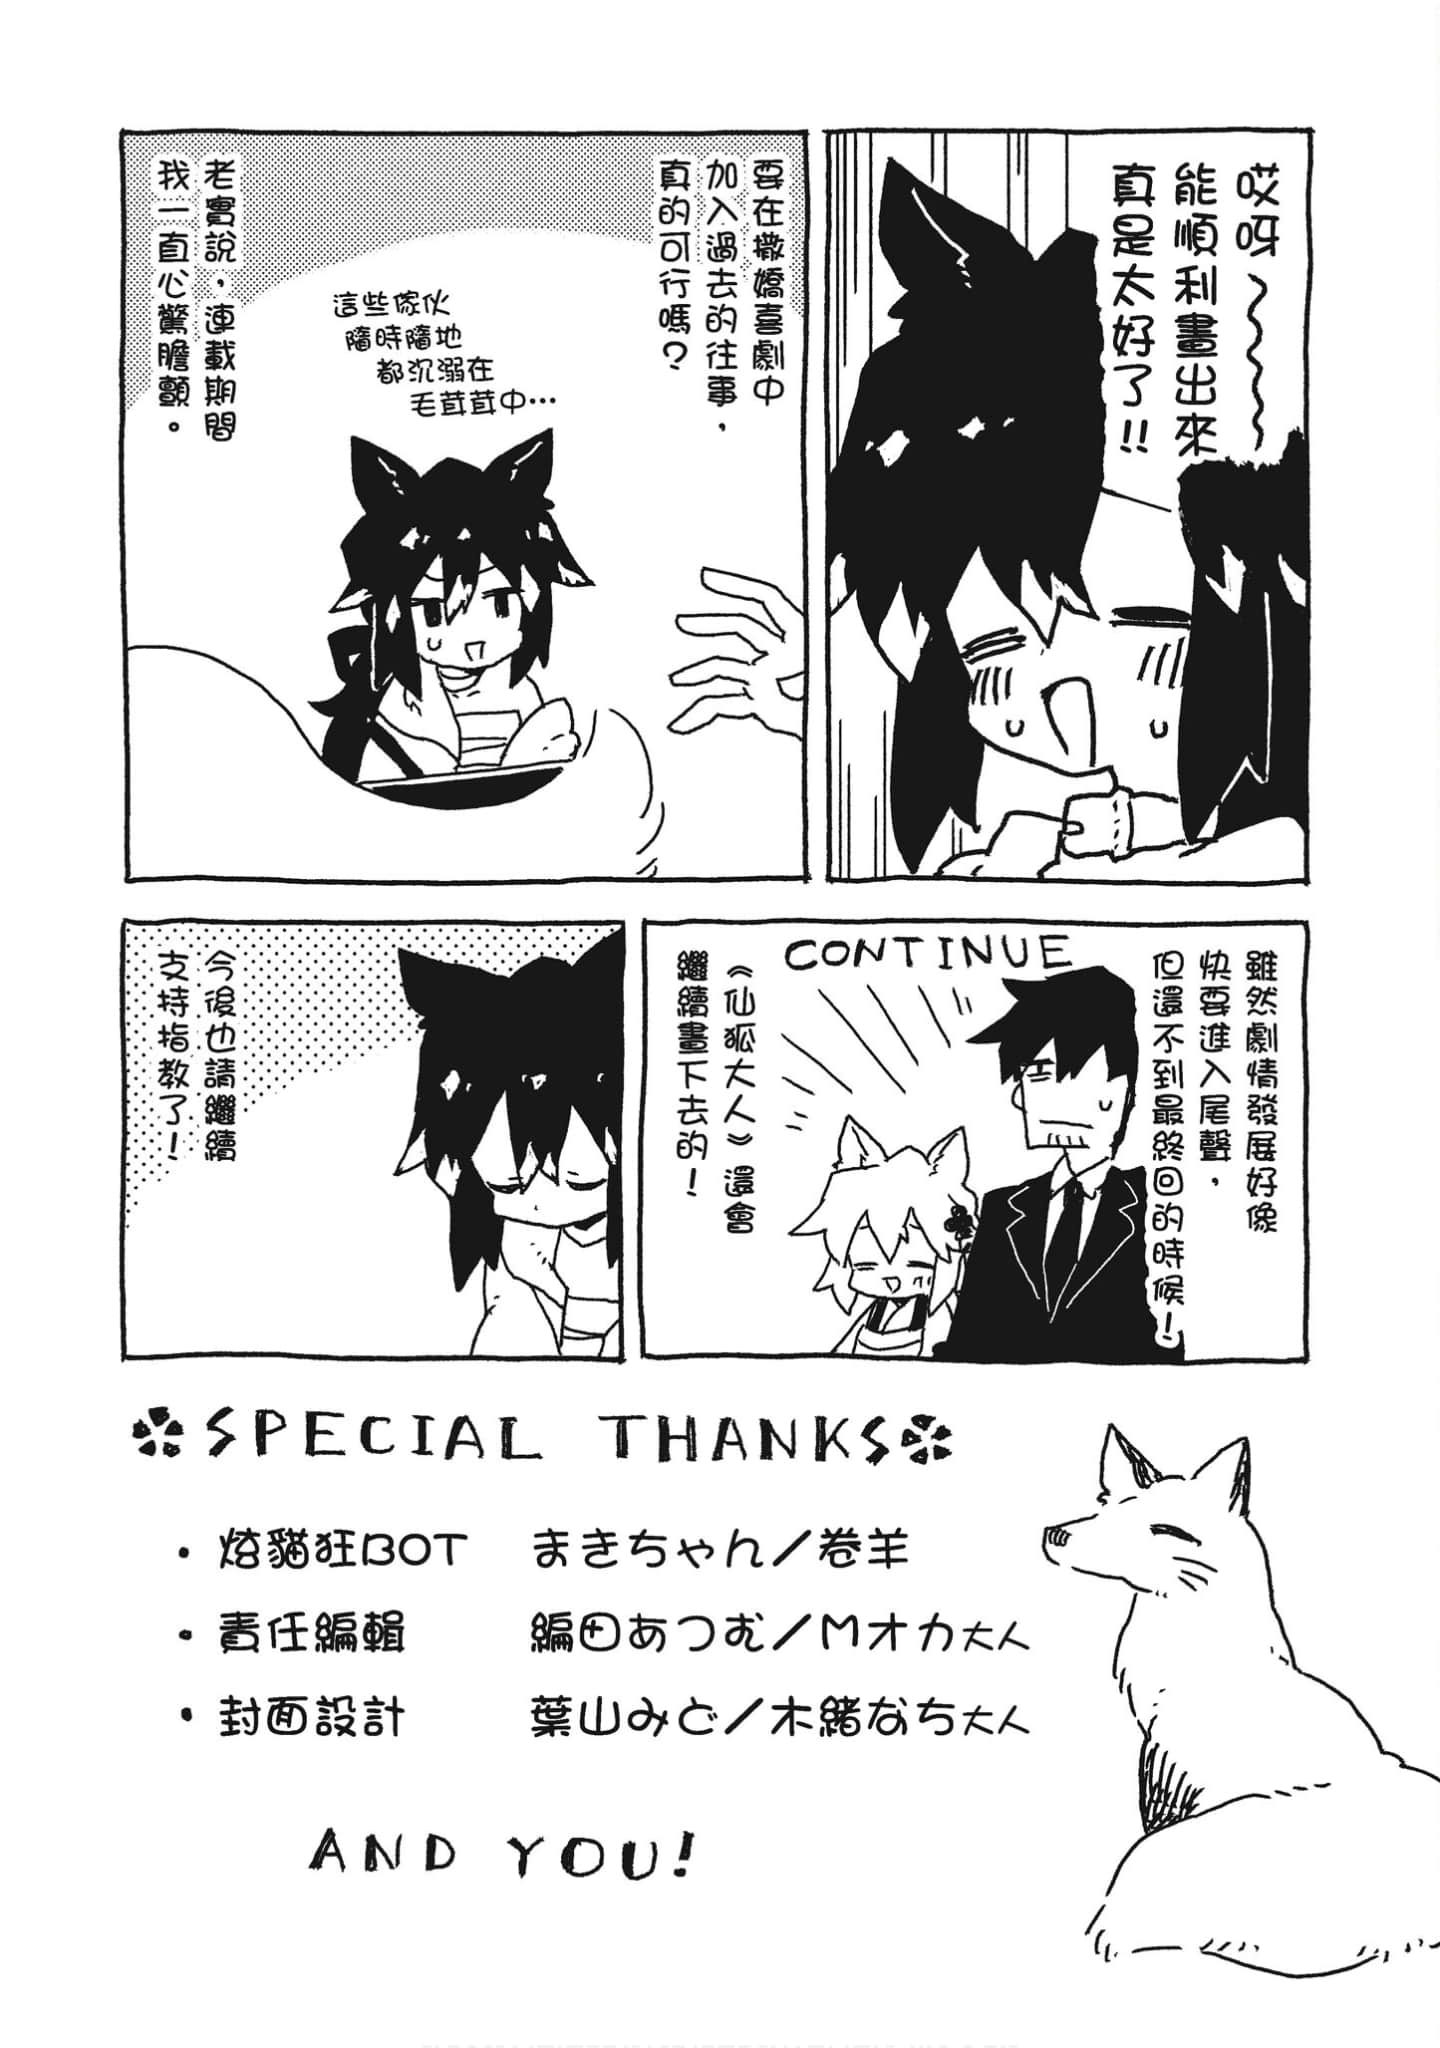 哎呀～
能順利畫出來
真是太好了!!
要在撒嬌喜劇中
加入過去的往事，
真的可行嗎？
這些傢伙
隨時隨地
都沉溺在
毛茸茸中…
老實說，連載期間
我一直心驚膽顫。
雖然劇情發展好像
快要進入尾聲，
但還不到最終回的時候！
CONTINUE
《仙狐大人》還會
繼續畫下去的！
今後也請繼續
支持指教了！
SPECIAL THANKS
・炫貓狂BOT まきちゃん／卷羊
・責任編輯 編田あつむ／Mオカ大人
・封面設計 葉山みど／木緒なち大人
AND YOU!